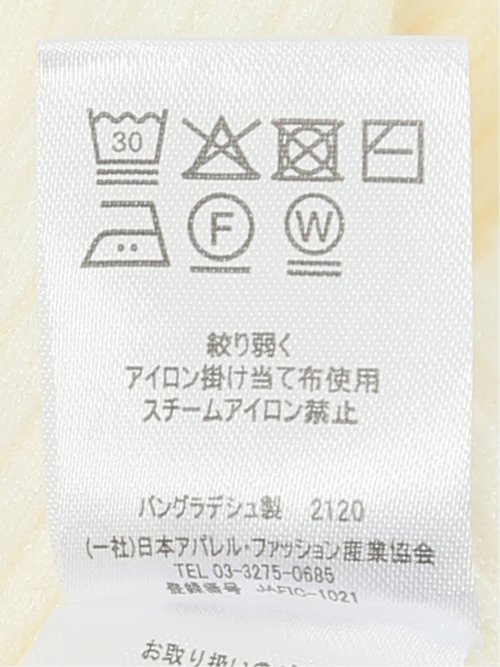 30
F W
絞り弱く
アイロン掛け当て布使用
スチームアイロン禁止
バングラデシュ製 2120
(一社)日本アパレル・ファッション産業協会
TEL 03-3275-0685
登録番号 JAFIC-1021
お取り扱いの